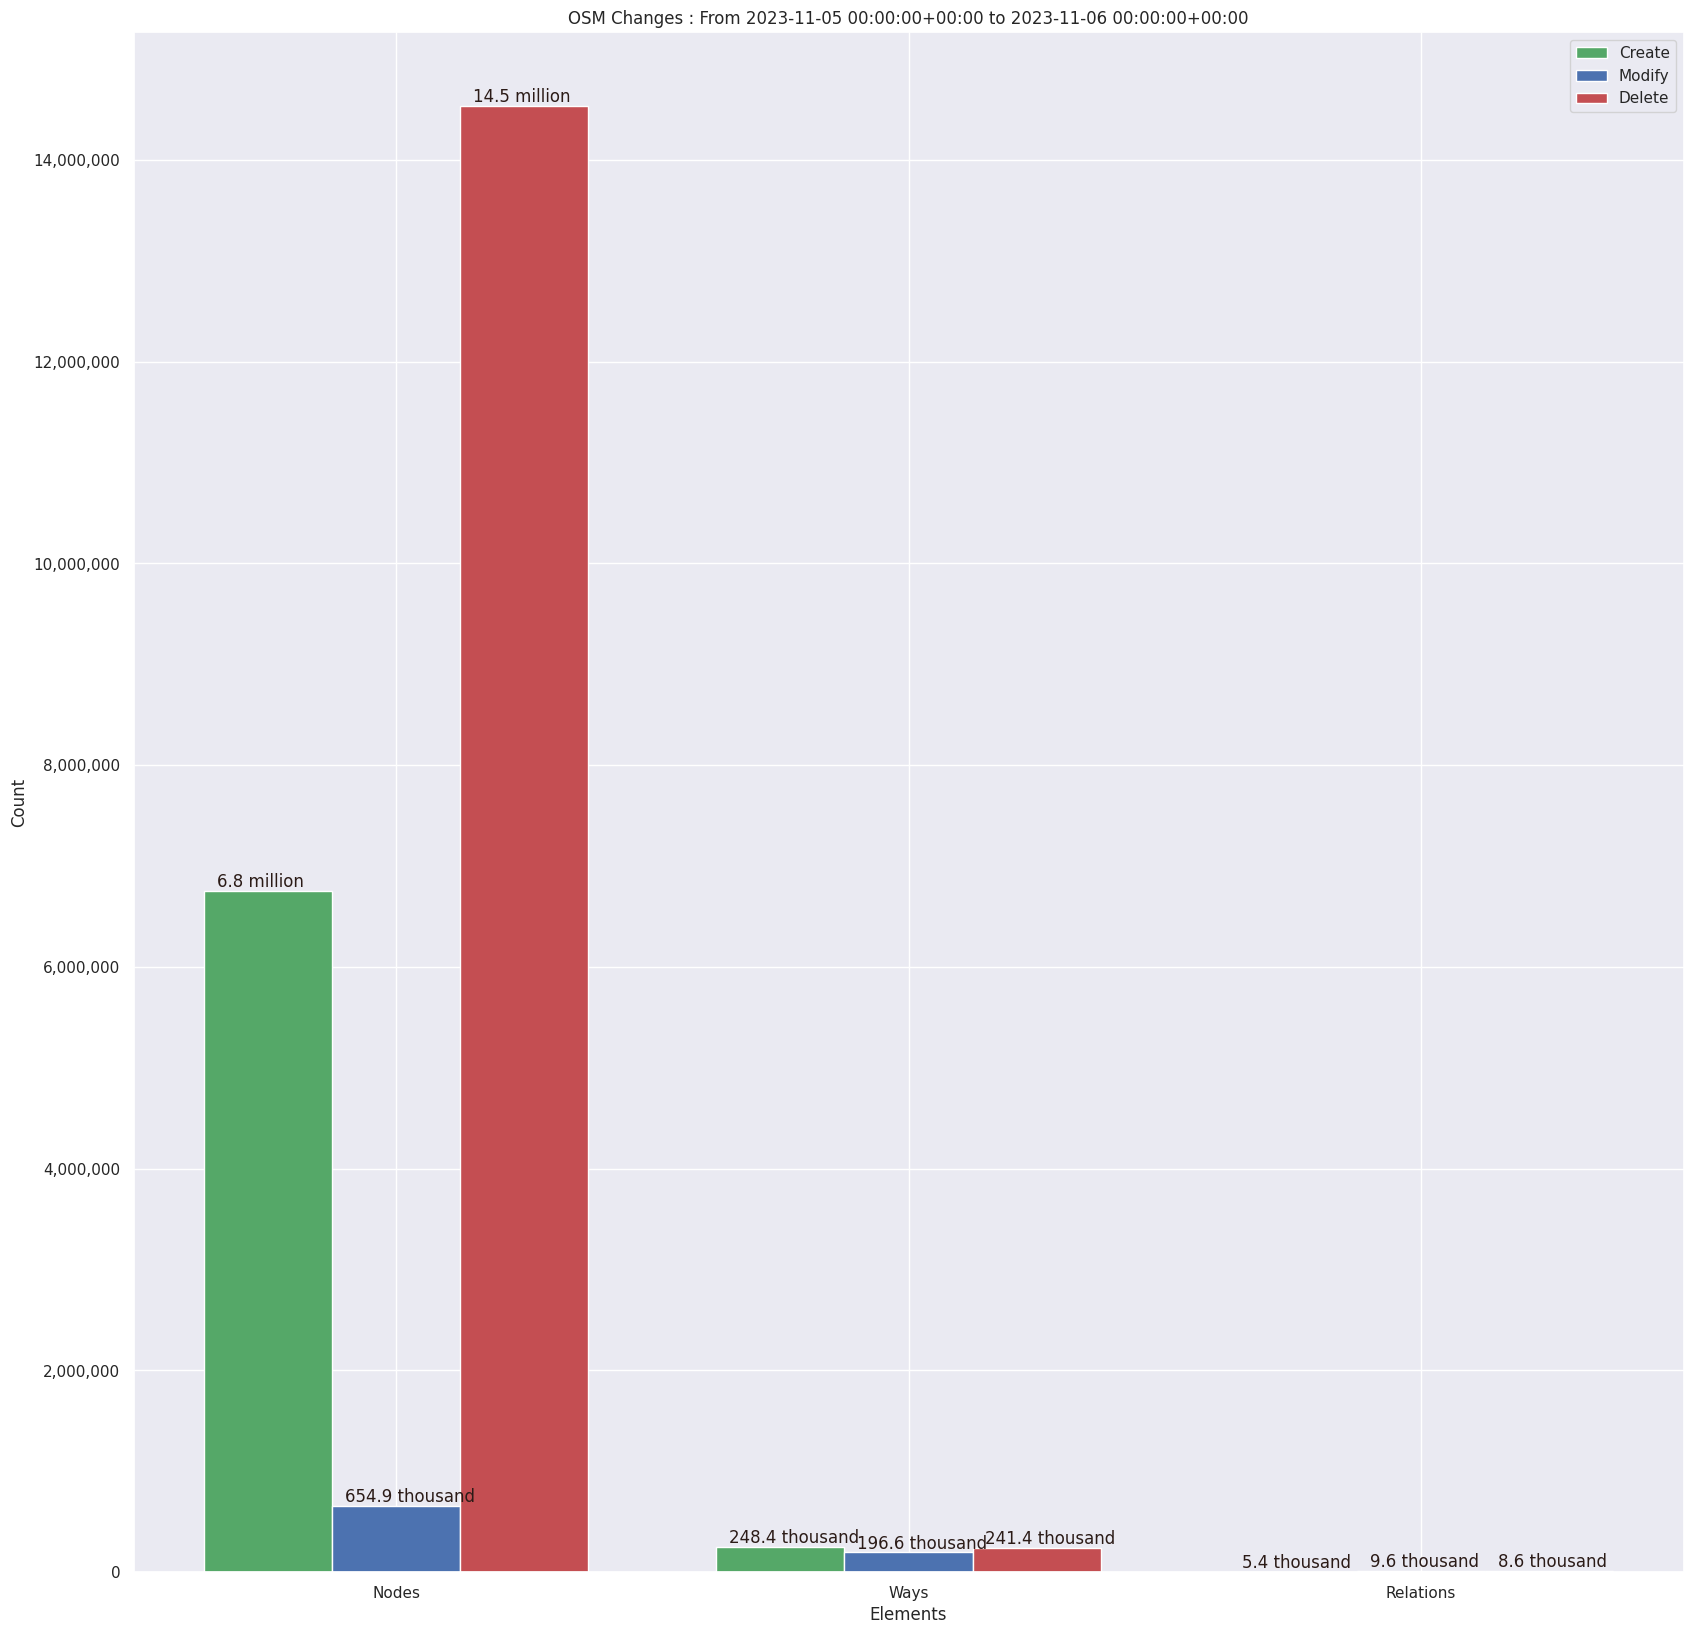 OSM Changes : From 2023-11-05 00:00:00+00:00 to 2023-11-06 00:00:00+00:00
Create
Modify
Delete
14.5 million
14,000,000
12,000,000
10,000,000
8,000,000
Count
6.8 million
6,000,000
4,000,000
2,000,000
654.9 thousand
248.4 thousand
196.6 thousand
241.4 thousand
5.4 thousand
9.6 thousand
8.6 thousand
0
Nodes
Ways
Relations
Elements